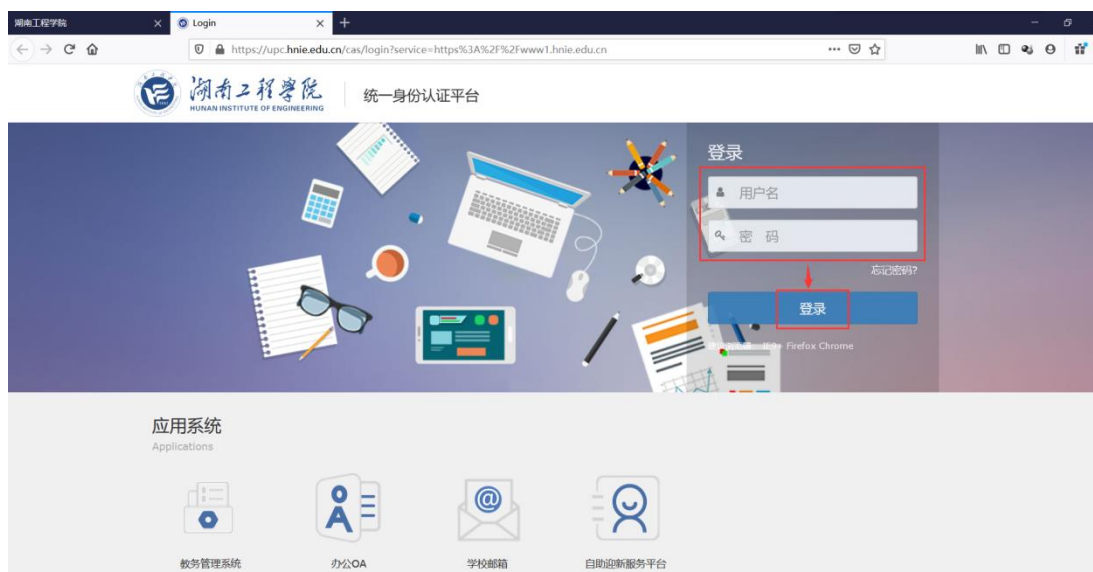 湖南工程学院
Login
https://upc.hnie.edu.cn/cas/login?service=https%3A%2F%2Fwww1.hnie.edu.cn
湖南工程学院
HUNAN INSTITUTE OF ENGINEERING
统一身份认证平台
登录
用户名
密 码
忘记密码?
登录
IE9+ Firefox Chrome
应用系统
Applications
教务管理系统
办公OA
学校邮箱
自助迎新服务平台